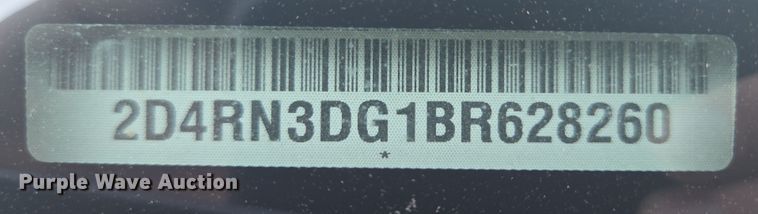 2D4RN3DG1BR628260
*
Purple Wave Auction